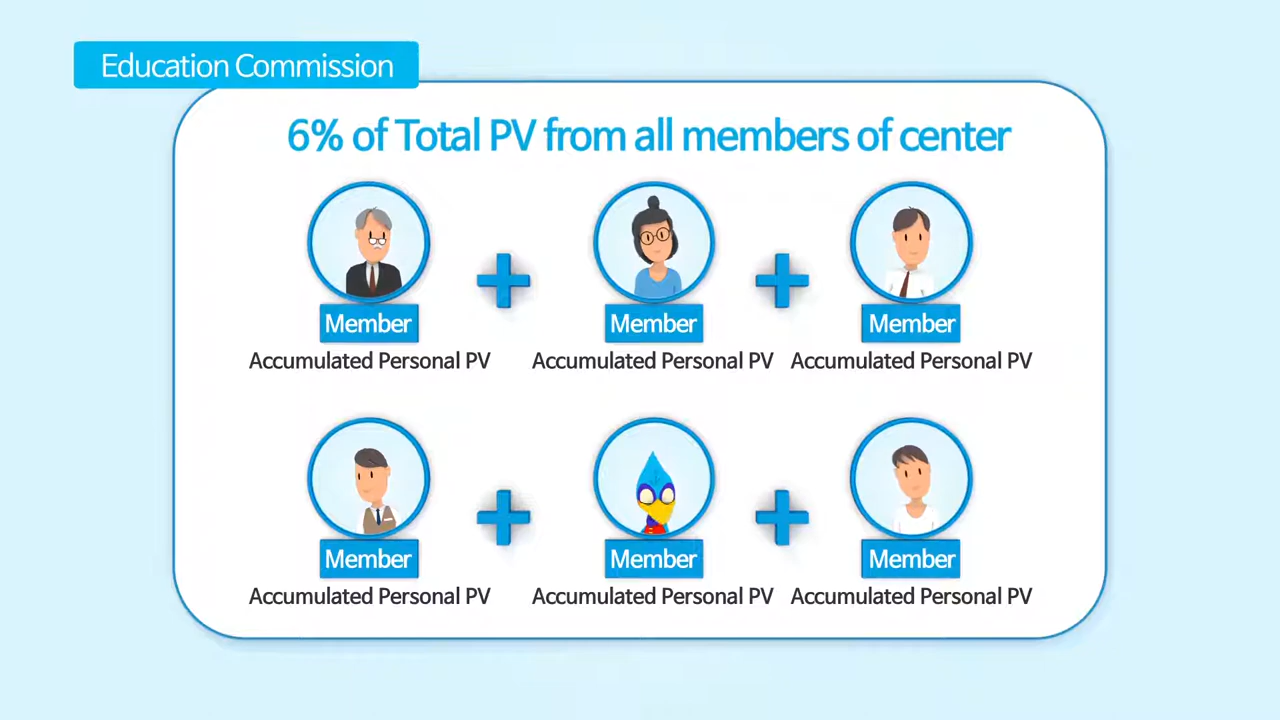 Education Commission
6% of Total PV from all members of center
Member
Member
Member
Accumulated Personal PV
Accumulated Personal PV
Accumulated Personal PV
Member
Member
Member
Accumulated Personal PV
Accumulated Personal PV
Accumulated Personal PV